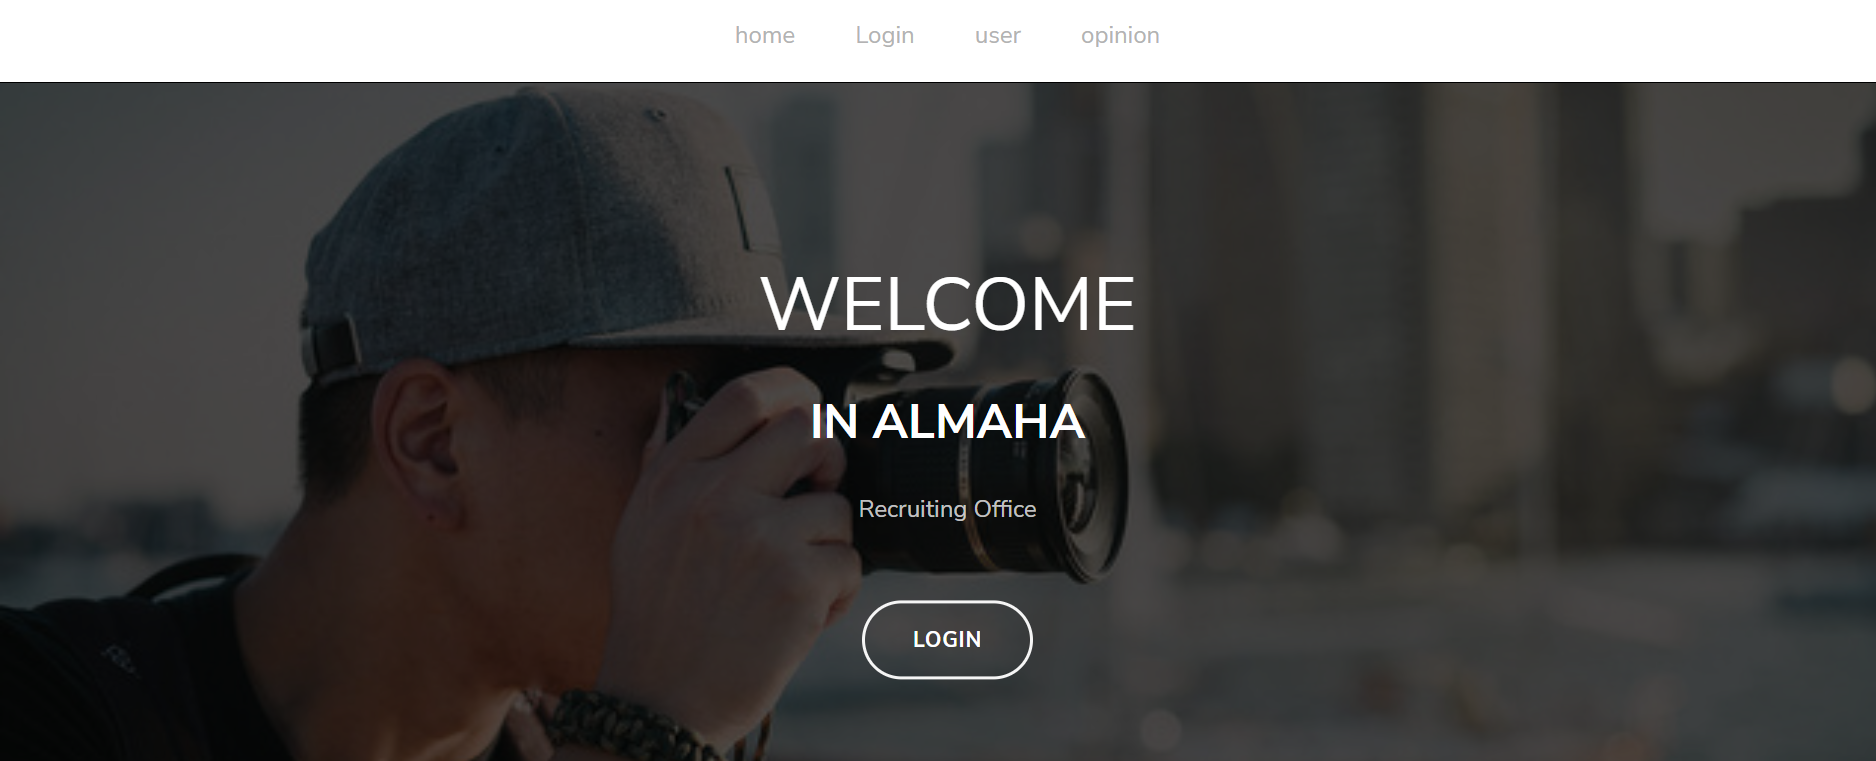 home Login user opinion
WELCOME
IN ALMAHA
Recruiting Office
LOGIN